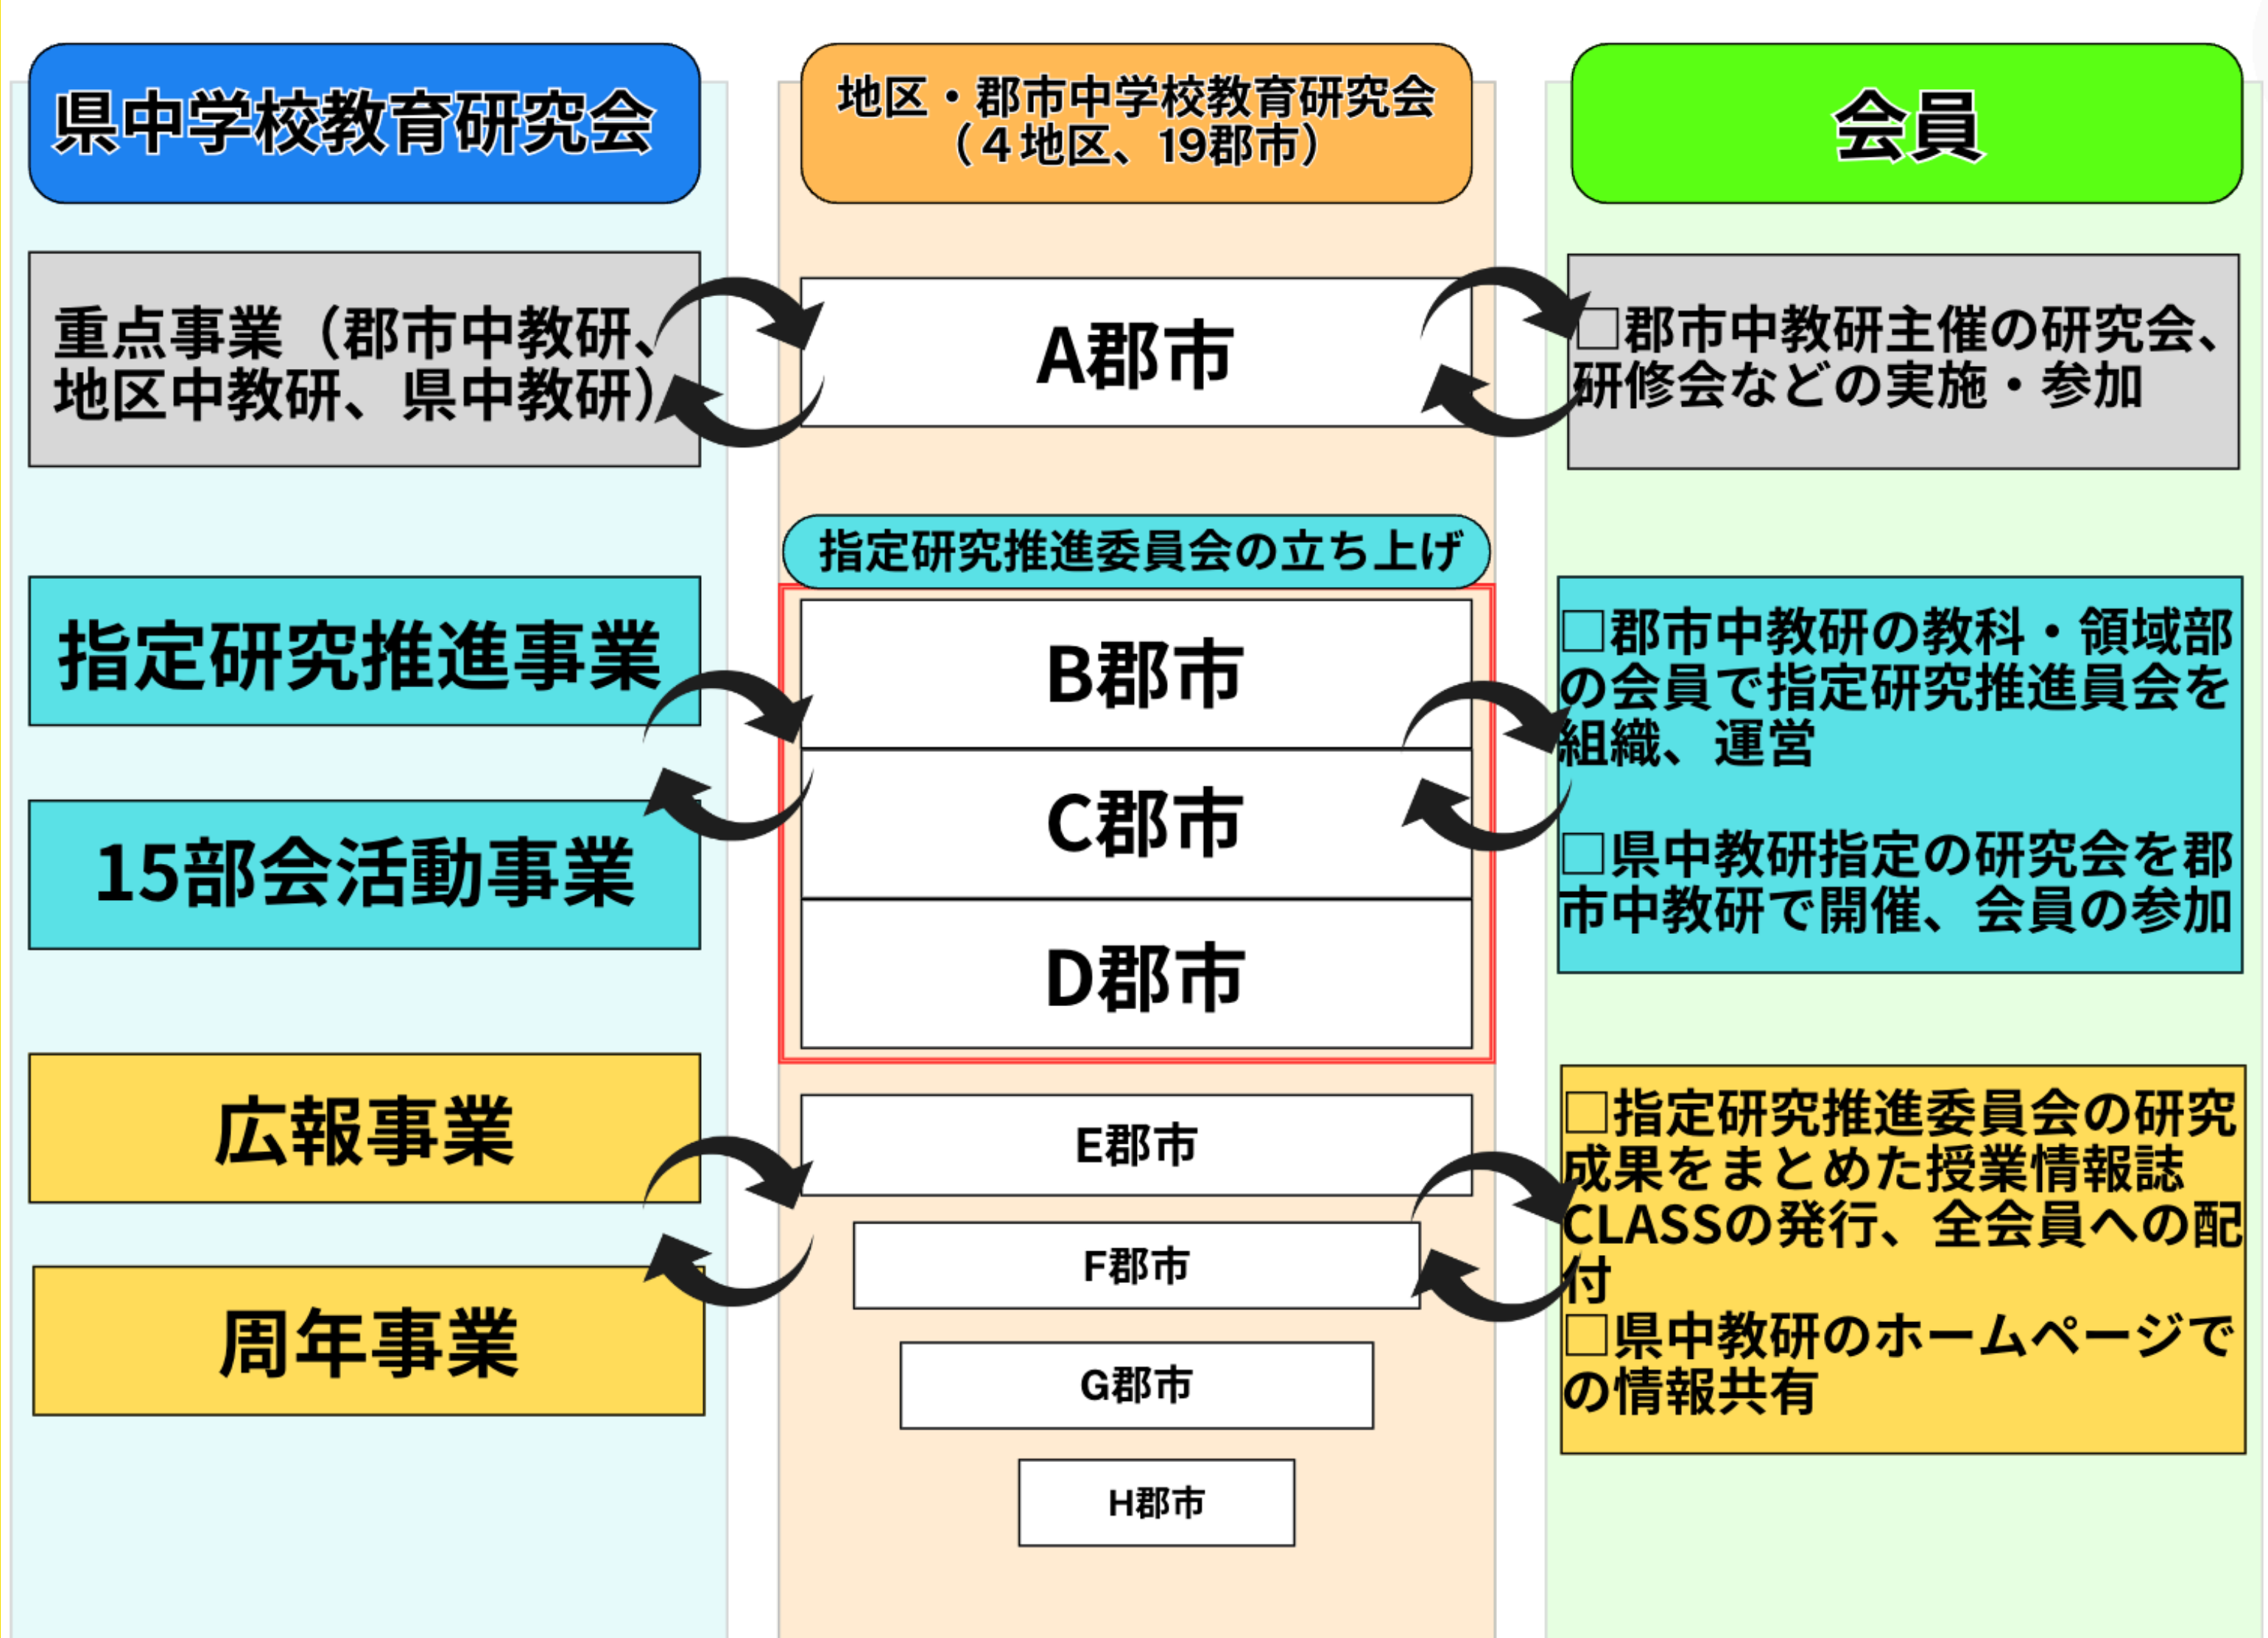 県中学校教育研究会
地区・郡市中学校教育研究会
（４地区、19郡市）
会員
重点事業（郡市中教研、
地区中教研、県中教研）
A郡市
□郡市中教研主催の研究会、
研修会などの実施・参加
指定研究推進委員会の立ち上げ
指定研究推進事業
15部会活動事業
B郡市
C郡市
D郡市
□郡市中教研の教科・領域部
の会員で指定研究推進員会を
組織、運営
□県中教研指定の研究会を郡
市中教研で開催、会員の参加
広報事業
周年事業
E郡市
F郡市
G郡市
H郡市
□指定研究推進委員会の研究
成果をまとめた授業情報誌
CLASSの発行、全会員への配
付
□県中教研のホームページで
の情報共有